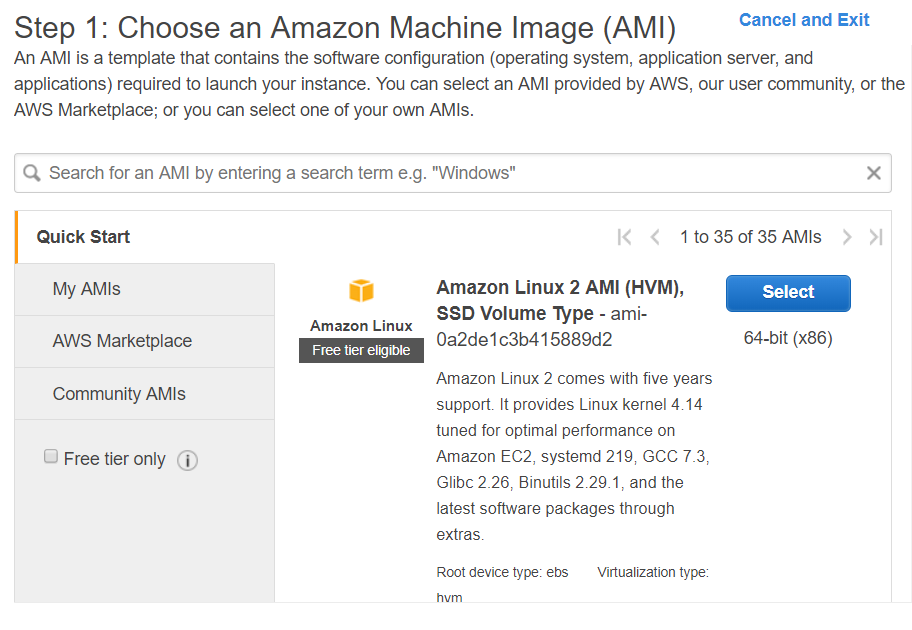 Step 1: Choose an Amazon Machine Image (AMI)
Cancel and Exit
An AMI is a template that contains the software configuration (operating system, application server, and
applications) required to launch your instance. You can select an AMI provided by AWS, our user community, or the
AWS Marketplace; or you can select one of your own AMIs.
Search for an AMI by entering a search term e.g. "Windows"
Quick Start
1 to 35 of 35 AMIs
My AMIs
AWS Marketplace
Community AMIs
Free tier only
Amazon Linux
Free tier eligible
Amazon Linux 2 AMI (HVM),
SSD Volume Type - ami-
0a2de1c3b415889d2
Amazon Linux 2 comes with five years
support. It provides Linux kernel 4.14
tuned for optimal performance on
Amazon EC2, systemd 219, GCC 7.3,
Glibc 2.26, Binutils 2.29.1, and the
latest software packages through
extras.
Root device type: ebs Virtualization type:
hvm
Select
64-bit (x86)